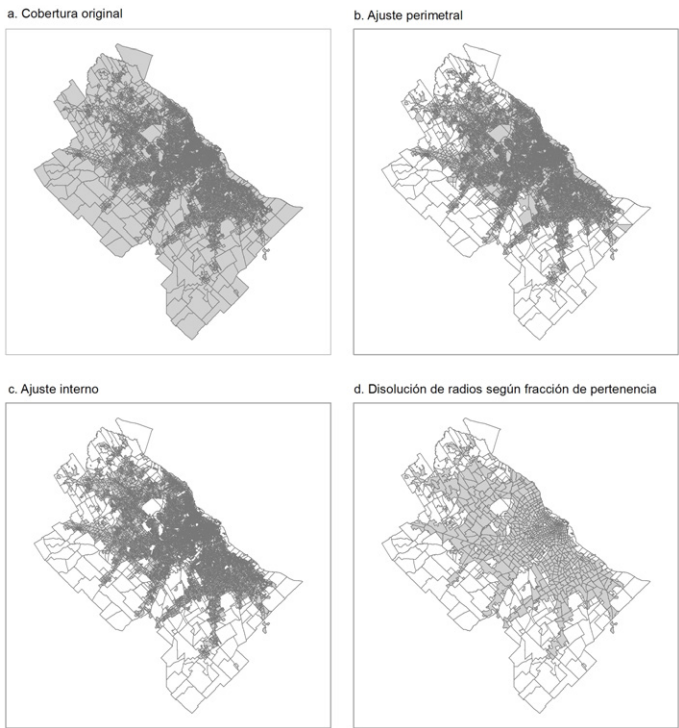 a. Cobertura original
b. Ajuste perimetral
c. Ajuste interno
d. Disolución de radios según fracción de pertenencia